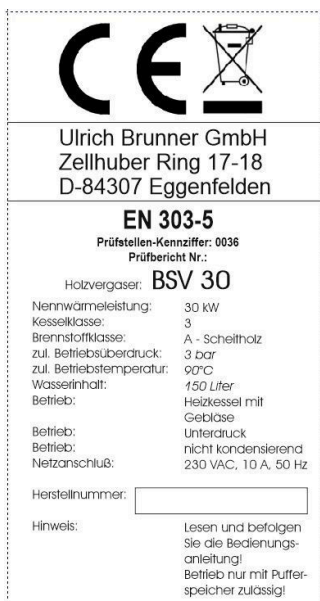 CE
Ulrich Brunner GmbH
Zellhuber Ring 17-18
D-84307 Eggenfelden
EN 303-5
Prüfstellen-Kennziffer: 0036
Prüfbericht Nr.:
Holzvergaser: BSV 30
Nennwärmeleistung: 30 kW
Kesselklasse: 3
Brennstoffklasse: A - Scheitholz
zul. Betriebsüberdruck: 3 bar
zul. Betriebstemperatur: 90°C
Wasserinhalt: 150 Liter
Betrieb: Heizkessel mit
Gebläse
Betrieb: Unterdruck
Betrieb: nicht kondensierend
Netzanschluß: 230 VAC, 10 A, 50 Hz
Herstellnummer:
Hinweis: Lesen und befolgen
Sie die Bedienungs-
anleitung!
Betrieb nur mit Puffer-
speicher zulässig!